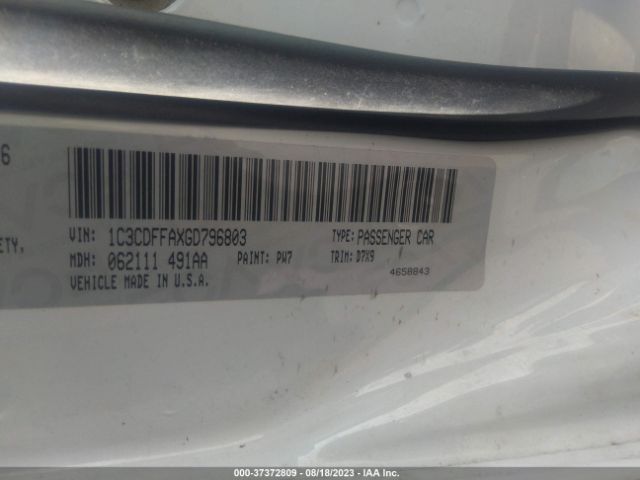 6
ETY,
VIN: 1C3CDFFAXGD796803 TYPE: PASSENGER CAR
MDH: 062111 491AA PAINT: PW7 TRIM: D7X9
VEHICLE MADE IN U.S.A. 4658843
000-37372809 - 08/18/2023 - IAA Inc.